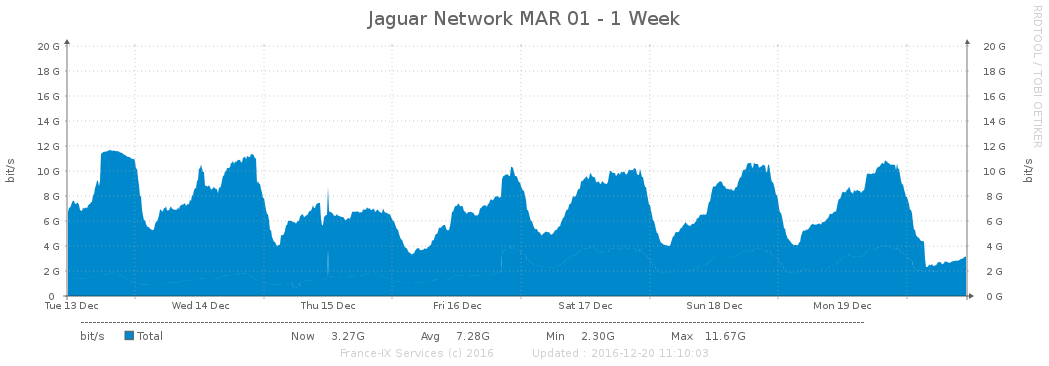 Jaguar Network MAR 01 - 1 Week
RRDTOOL / TOBI OETIKER
bit/s
bit/s
20 G 20 G
18 G 18 G
16 G 16 G
14 G 14 G
12 G 12 G
10 G 10 G
8 G 8 G
6 G 6 G
4 G 4 G
2 G 2 G
0 0 G
Tue 13 Dec Wed 14 Dec Thu 15 Dec Fri 16 Dec Sat 17 Dec Sun 18 Dec Mon 19 Dec
bit/s Total Now 3.27G Avg 7.28G Min 2.30G Max 11.67G
France-IX Services (c) 2016 Updated : 2016-12-20 11:10:03